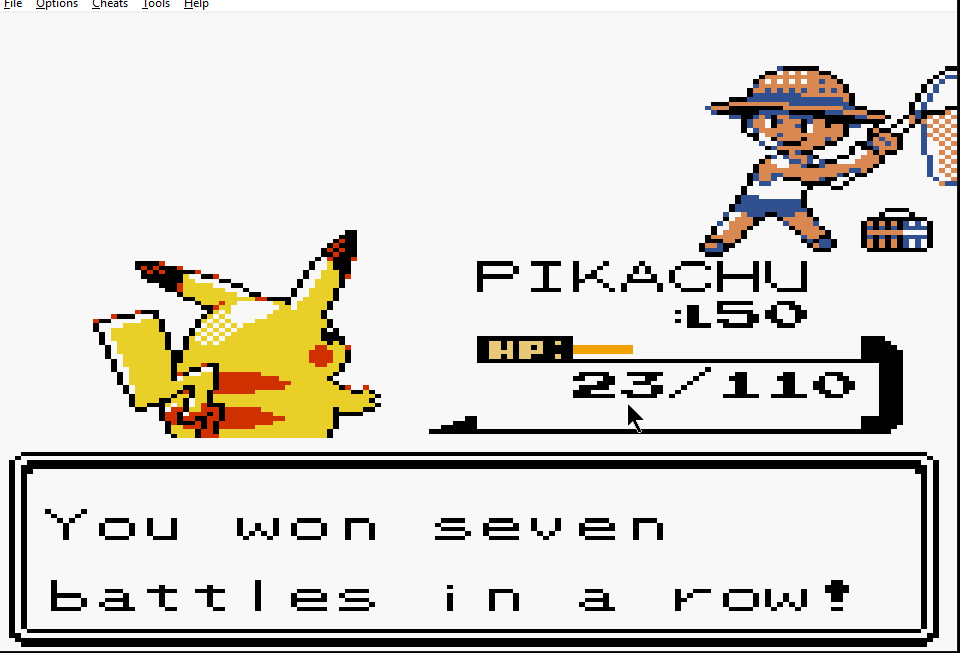 File Options Cheats Tools Help
PIKACHU
:L50
HP:
23/110
You won seven
battles in a row!